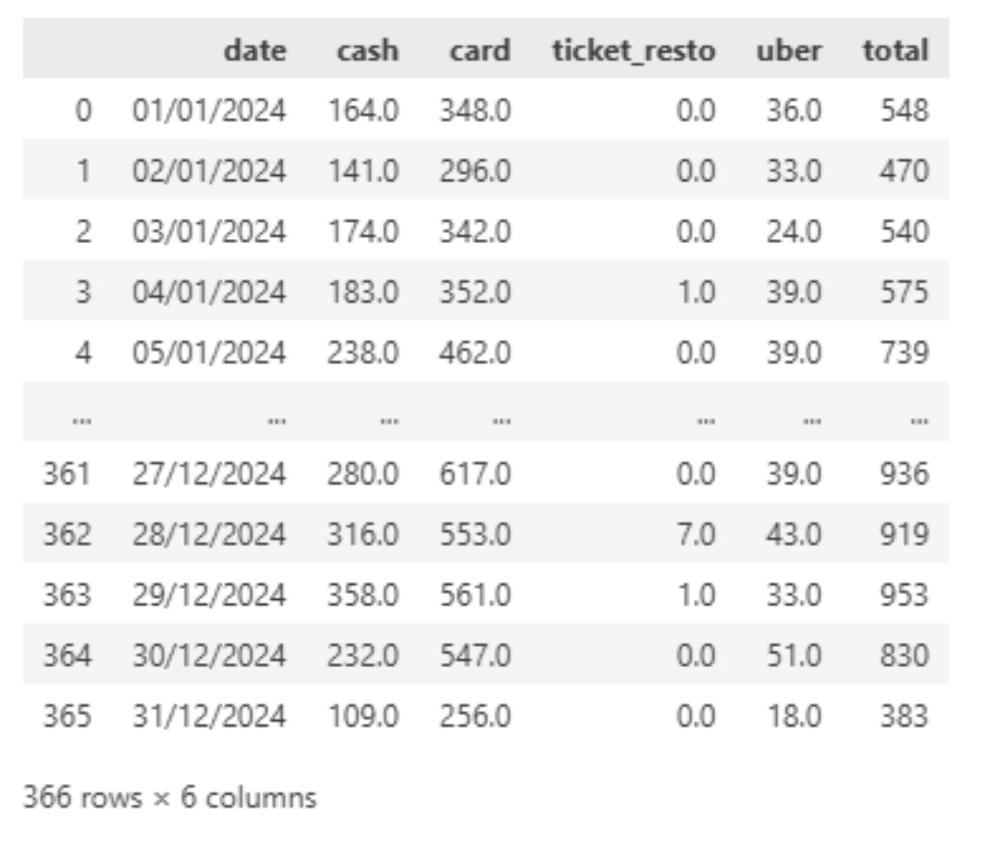 date cash card ticket_resto uber total
0 01/01/2024 164.0 348.0 0.0 36.0 548
1 02/01/2024 141.0 296.0 0.0 33.0 470
2 03/01/2024 174.0 342.0 0.0 24.0 540
3 04/01/2024 183.0 352.0 1.0 39.0 575
4 05/01/2024 238.0 462.0 0.0 39.0 739
... ... ... ... ... ... ...
361 27/12/2024 280.0 617.0 0.0 39.0 936
362 28/12/2024 316.0 553.0 7.0 43.0 919
363 29/12/2024 358.0 561.0 1.0 33.0 953
364 30/12/2024 232.0 547.0 0.0 51.0 830
365 31/12/2024 109.0 256.0 0.0 18.0 383
366 rows × 6 columns